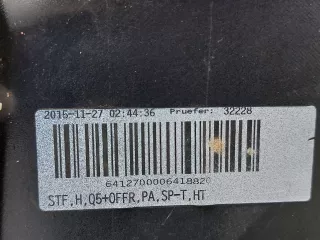 2016-11-27 02:44:36 Pruefer: 32228
6412700006418820
STF,H,Q5+OFFR,PA,SP-T,HT